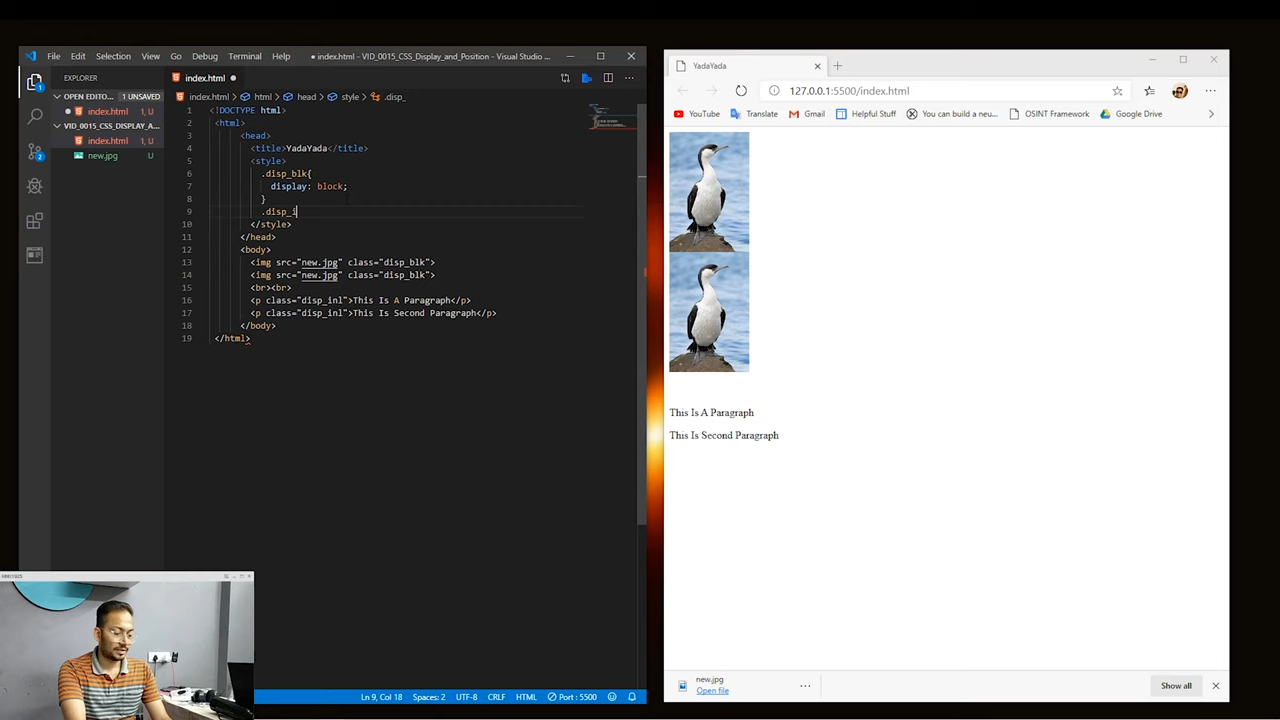 File Edit Selection View Go Debug Terminal Help ● index.html - VID_0015_CSS_Display_and_Position - Visual Studio ...
EXPLORER
OPEN EDITO... 1 UNSAVED
index.html 1, U
VID_0015_CSS_DISPLAY_A...
index.html 1, U
new.jpg U
index.html
index.html > html > head > style > .disp_
1 <!DOCTYPE html>
2 <html>
3 <head>
4 <title>YadaYada</title>
5 <style>
6 .disp_blk{
7 display: block;
8 }
9 .disp_i
10 </style>
11 </head>
12 <body>
13 <img src="new.jpg" class="disp_blk">
14 <img src="new.jpg" class="disp_blk">
15 <br><br>
16 <p class="disp_inl">This Is A Paragraph</p>
17 <p class="disp_inl">This Is Second Paragraph</p>
18 </body>
19 </html>
Ln 9, Col 18 Spaces: 2 UTF-8 CRLF HTML Port : 5500
YadaYada
127.0.0.1:5500/index.html
YouTube Translate Gmail Helpful Stuff You can build a neu... OSINT Framework Google Drive
This Is A Paragraph
This Is Second Paragraph
new.jpg
Open file
Show all